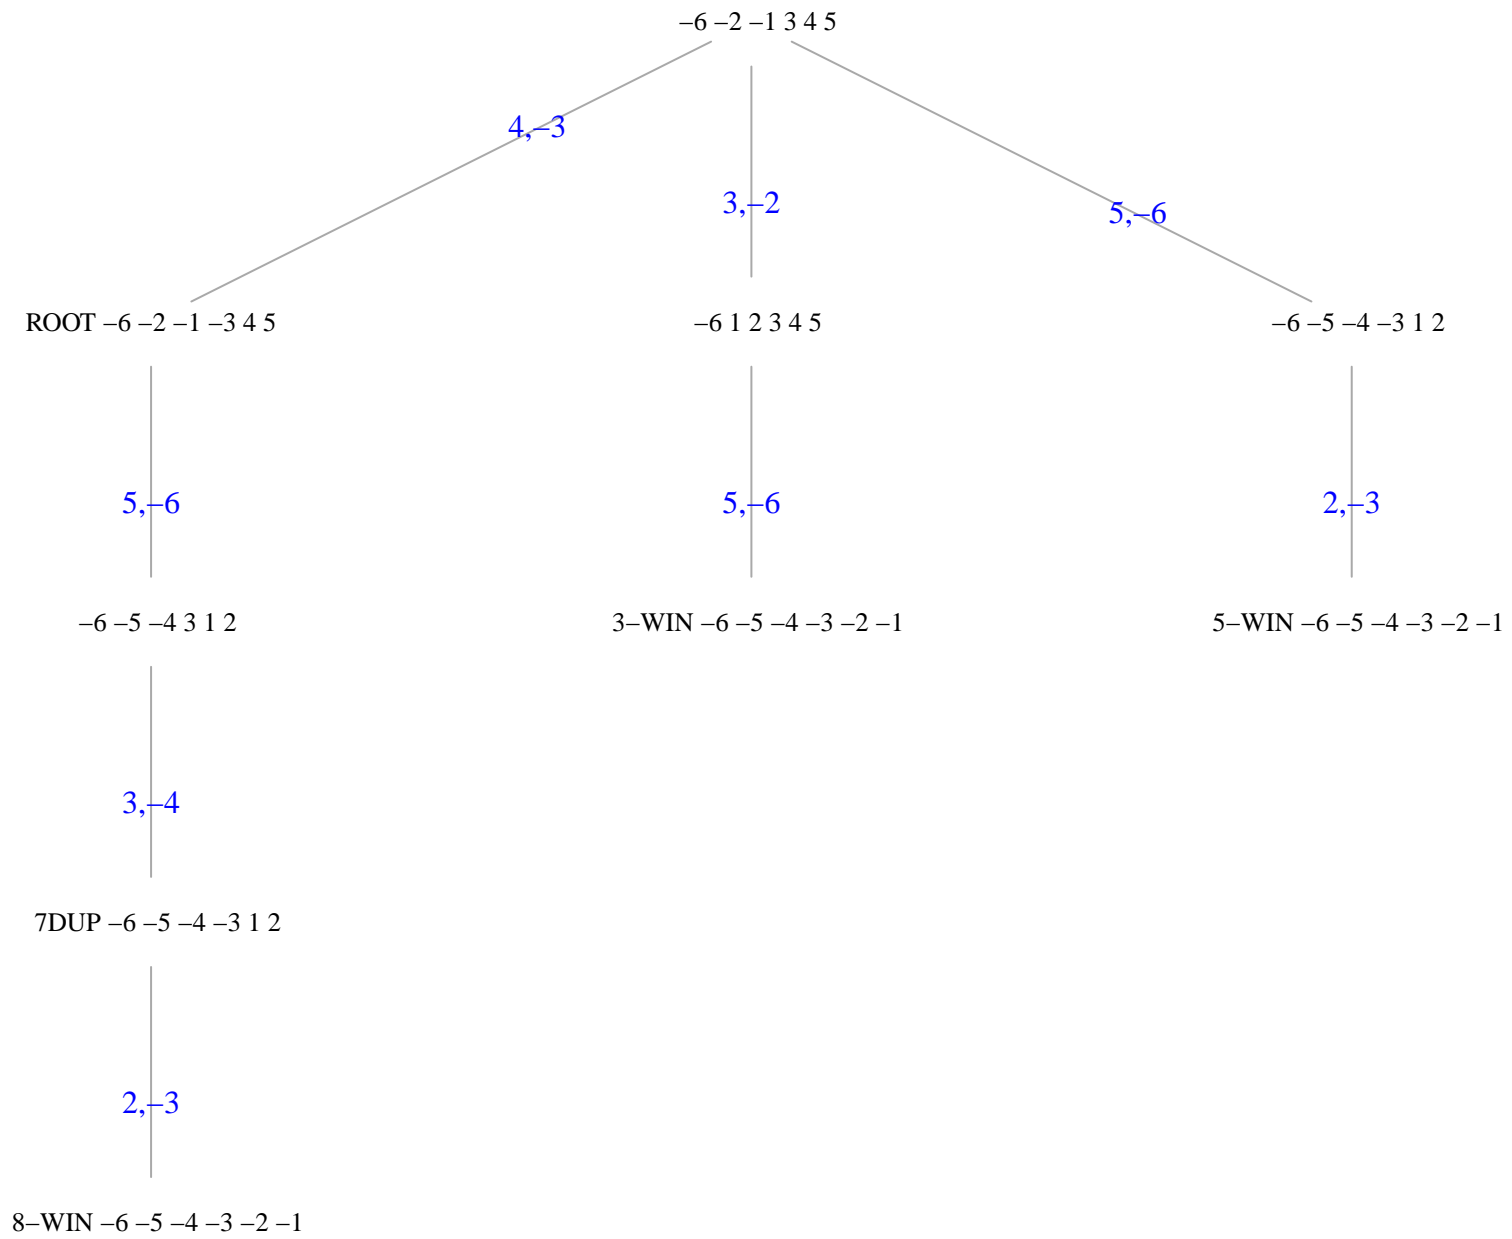 –6 –2 –1 3 4 5
4,–3
3,–2
5,–6
ROOT –6 –2 –1 –3 4 5
–6 1 2 3 4 5
–6 –5 –4 –3 1 2
5,–6
5,–6
2,–3
–6 –5 –4 3 1 2
3–WIN –6 –5 –4 –3 –2 –1
5–WIN –6 –5 –4 –3 –2 –1
3,–4
7DUP –6 –5 –4 –3 1 2
2,–3
8–WIN –6 –5 –4 –3 –2 –1